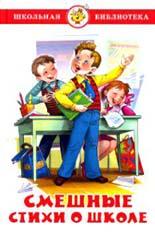 ШКОЛЬНАЯ БИБЛИОТЕКА
СМЕШНЫЕ
СТИХИ О ШКОЛЕ